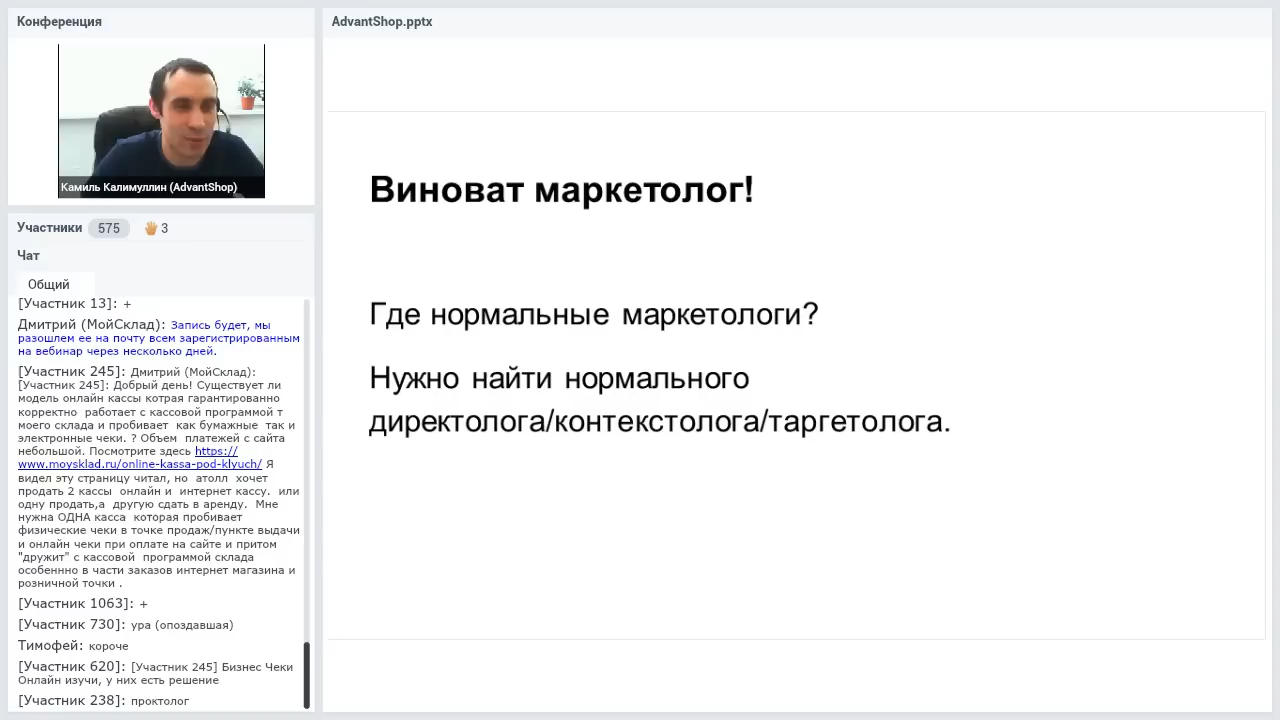 Конференция
Камиль Калимуллин (AdvantShop)
Участники 575 3
Чат
Общий
[Участник 13]: +
Дмитрий (МойСклад): Запись будет, мы
разошлем ее на почту всем зарегистрированным
на вебинар через несколько дней.
[Участник 245]: Дмитрий (МойСклад):
[Участник 245]: Добрый день! Существует ли
модель онлайн кассы котрая гарантированно
корректно работает с кассовой программой т
моего склада и пробивает как бумажные так и
электронные чеки. ? Объем платежей с сайта
небольшой. Посмотрите здесь https://
www.moysklad.ru/online-kassa-pod-klyuch/ Я
видел эту страницу читал, но атолл хочет
продать 2 кассы онлайн и интернет кассу. или
одну продать,а другую сдать в аренду. Мне
нужна ОДНА касса которая пробивает
физические чеки в точке продаж/пункте выдачи
и онлайн чеки при оплате на сайте и притом
"дружит" с кассовой программой склада
особеннно в части заказов интернет магазина и
розничной точки .
[Участник 1063]: +
[Участник 730]: ура (опоздавшая)
Тимофей: короче
[Участник 620]: [Участник 245] Бизнес Чеки
Онлайн изучи, у них есть решение
[Участник 238]: проктолог
AdvantShop.pptx
Виноват маркетолог!
Где нормальные маркетологи?
Нужно найти нормального
директолога/контекстолога/таргетолога.